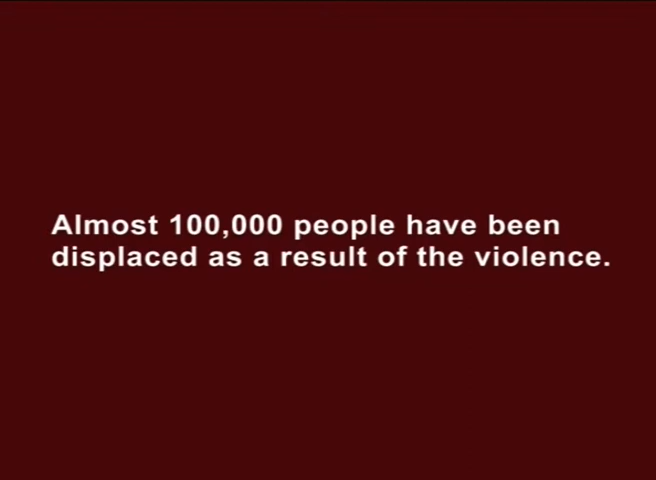 Almost 100,000 people have been
displaced as a result of the violence.